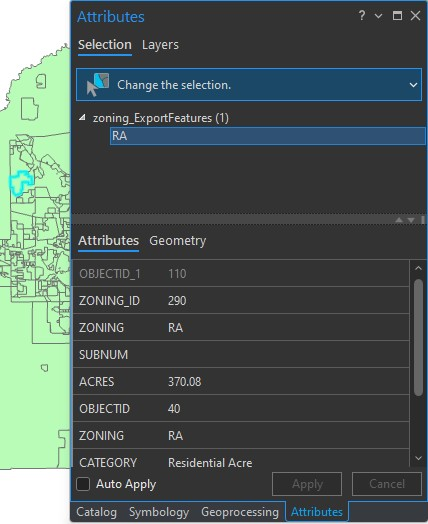 Attributes
Selection Layers
Change the selection.
zoning_ExportFeatures (1)
RA
Attributes Geometry
OBJECTID_1 110
ZONING_ID 290
ZONING RA
SUBNUM
ACRES 370.08
OBJECTID 40
ZONING RA
CATEGORY Residential Acre
Auto Apply Apply Cancel
Catalog Symbology Geoprocessing Attributes